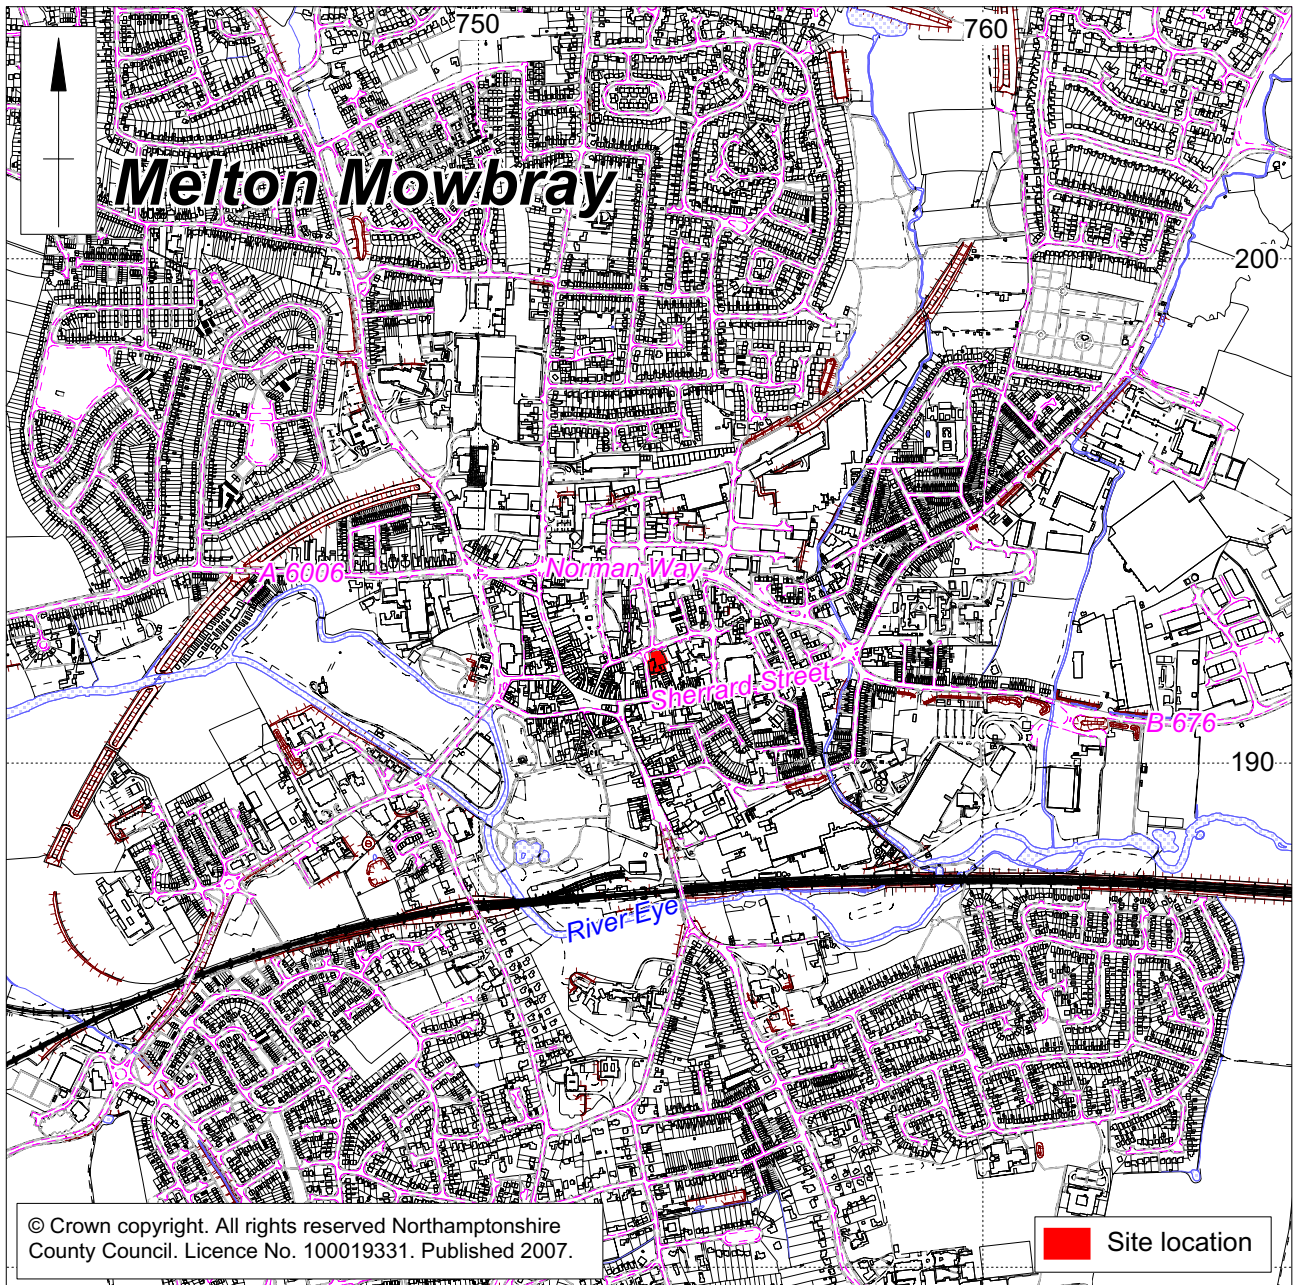 750
760
Melton Mowbray
200
A 6006
Norman Way
Sherrard Street
B 676
190
River Eye
© Crown copyright. All rights reserved Northamptonshire
County Council. Licence No. 100019331. Published 2007.
Site location